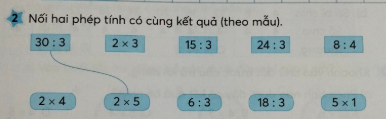 2 Nối hai phép tính có cùng kết quả (theo mẫu).
30 : 3 2 × 3 15 : 3 24 : 3 8 : 4
2 × 4 2 × 5 6 : 3 18 : 3 5 × 1